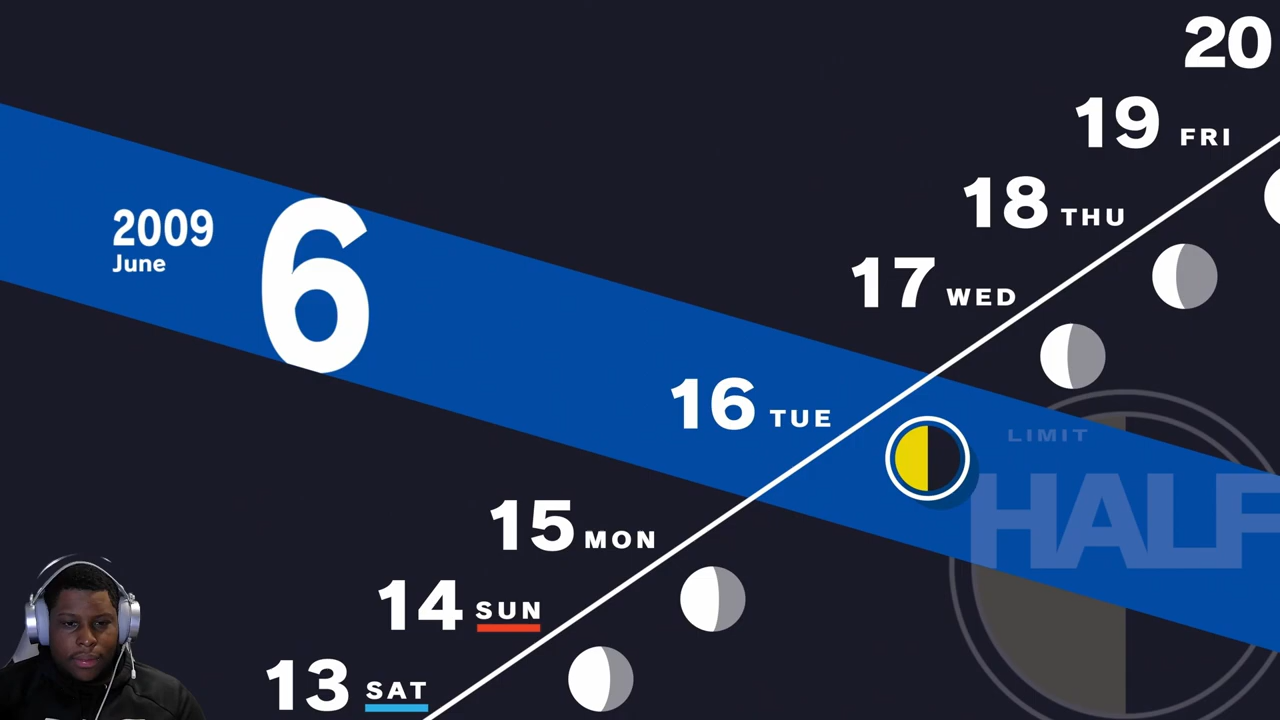 20
19 FRI
18 THU
2009
June
6
17 WED
16 TUE
LIMIT
HALF
15 MON
14 SUN
13 SAT